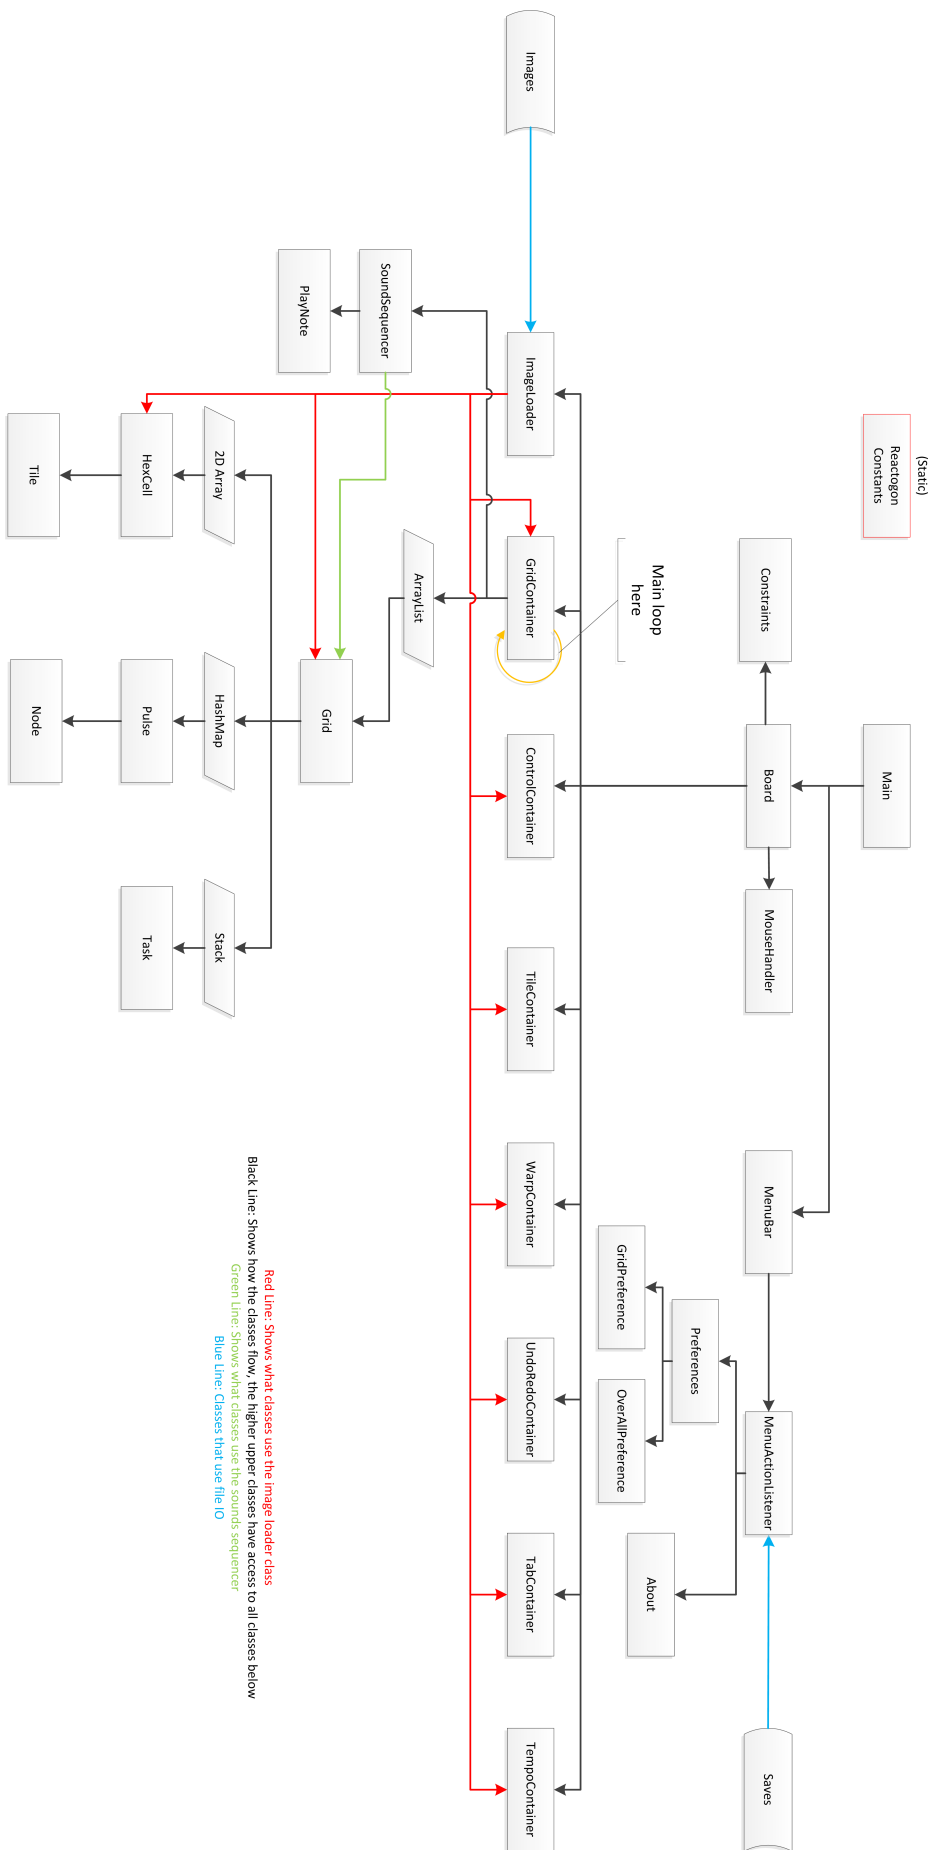 (Static)
Reactogon
Constants
Main
Constraints
Board
MouseHandler
MenuBar
MenuActionListener
Saves
Preferences
About
GridPreference
OverAllPreference
Main loop
here
Images
ImageLoader
GridContainer
ControlContainer
TileContainer
WarpContainer
UndoRedoContainer
TabContainer
TempoContainer
SoundSequencer
ArrayList
PlayNote
Grid
2D Array
HashMap
Stack
HexCell
Pulse
Task
Tile
Node
Red Line: Shows what classes use the image loader class
Black Line: Shows how the classes flow, the higher upper classes have access to all classes below
Green Line: Shows what classes use the sounds sequencer
Blue Line: Classes that use file IO